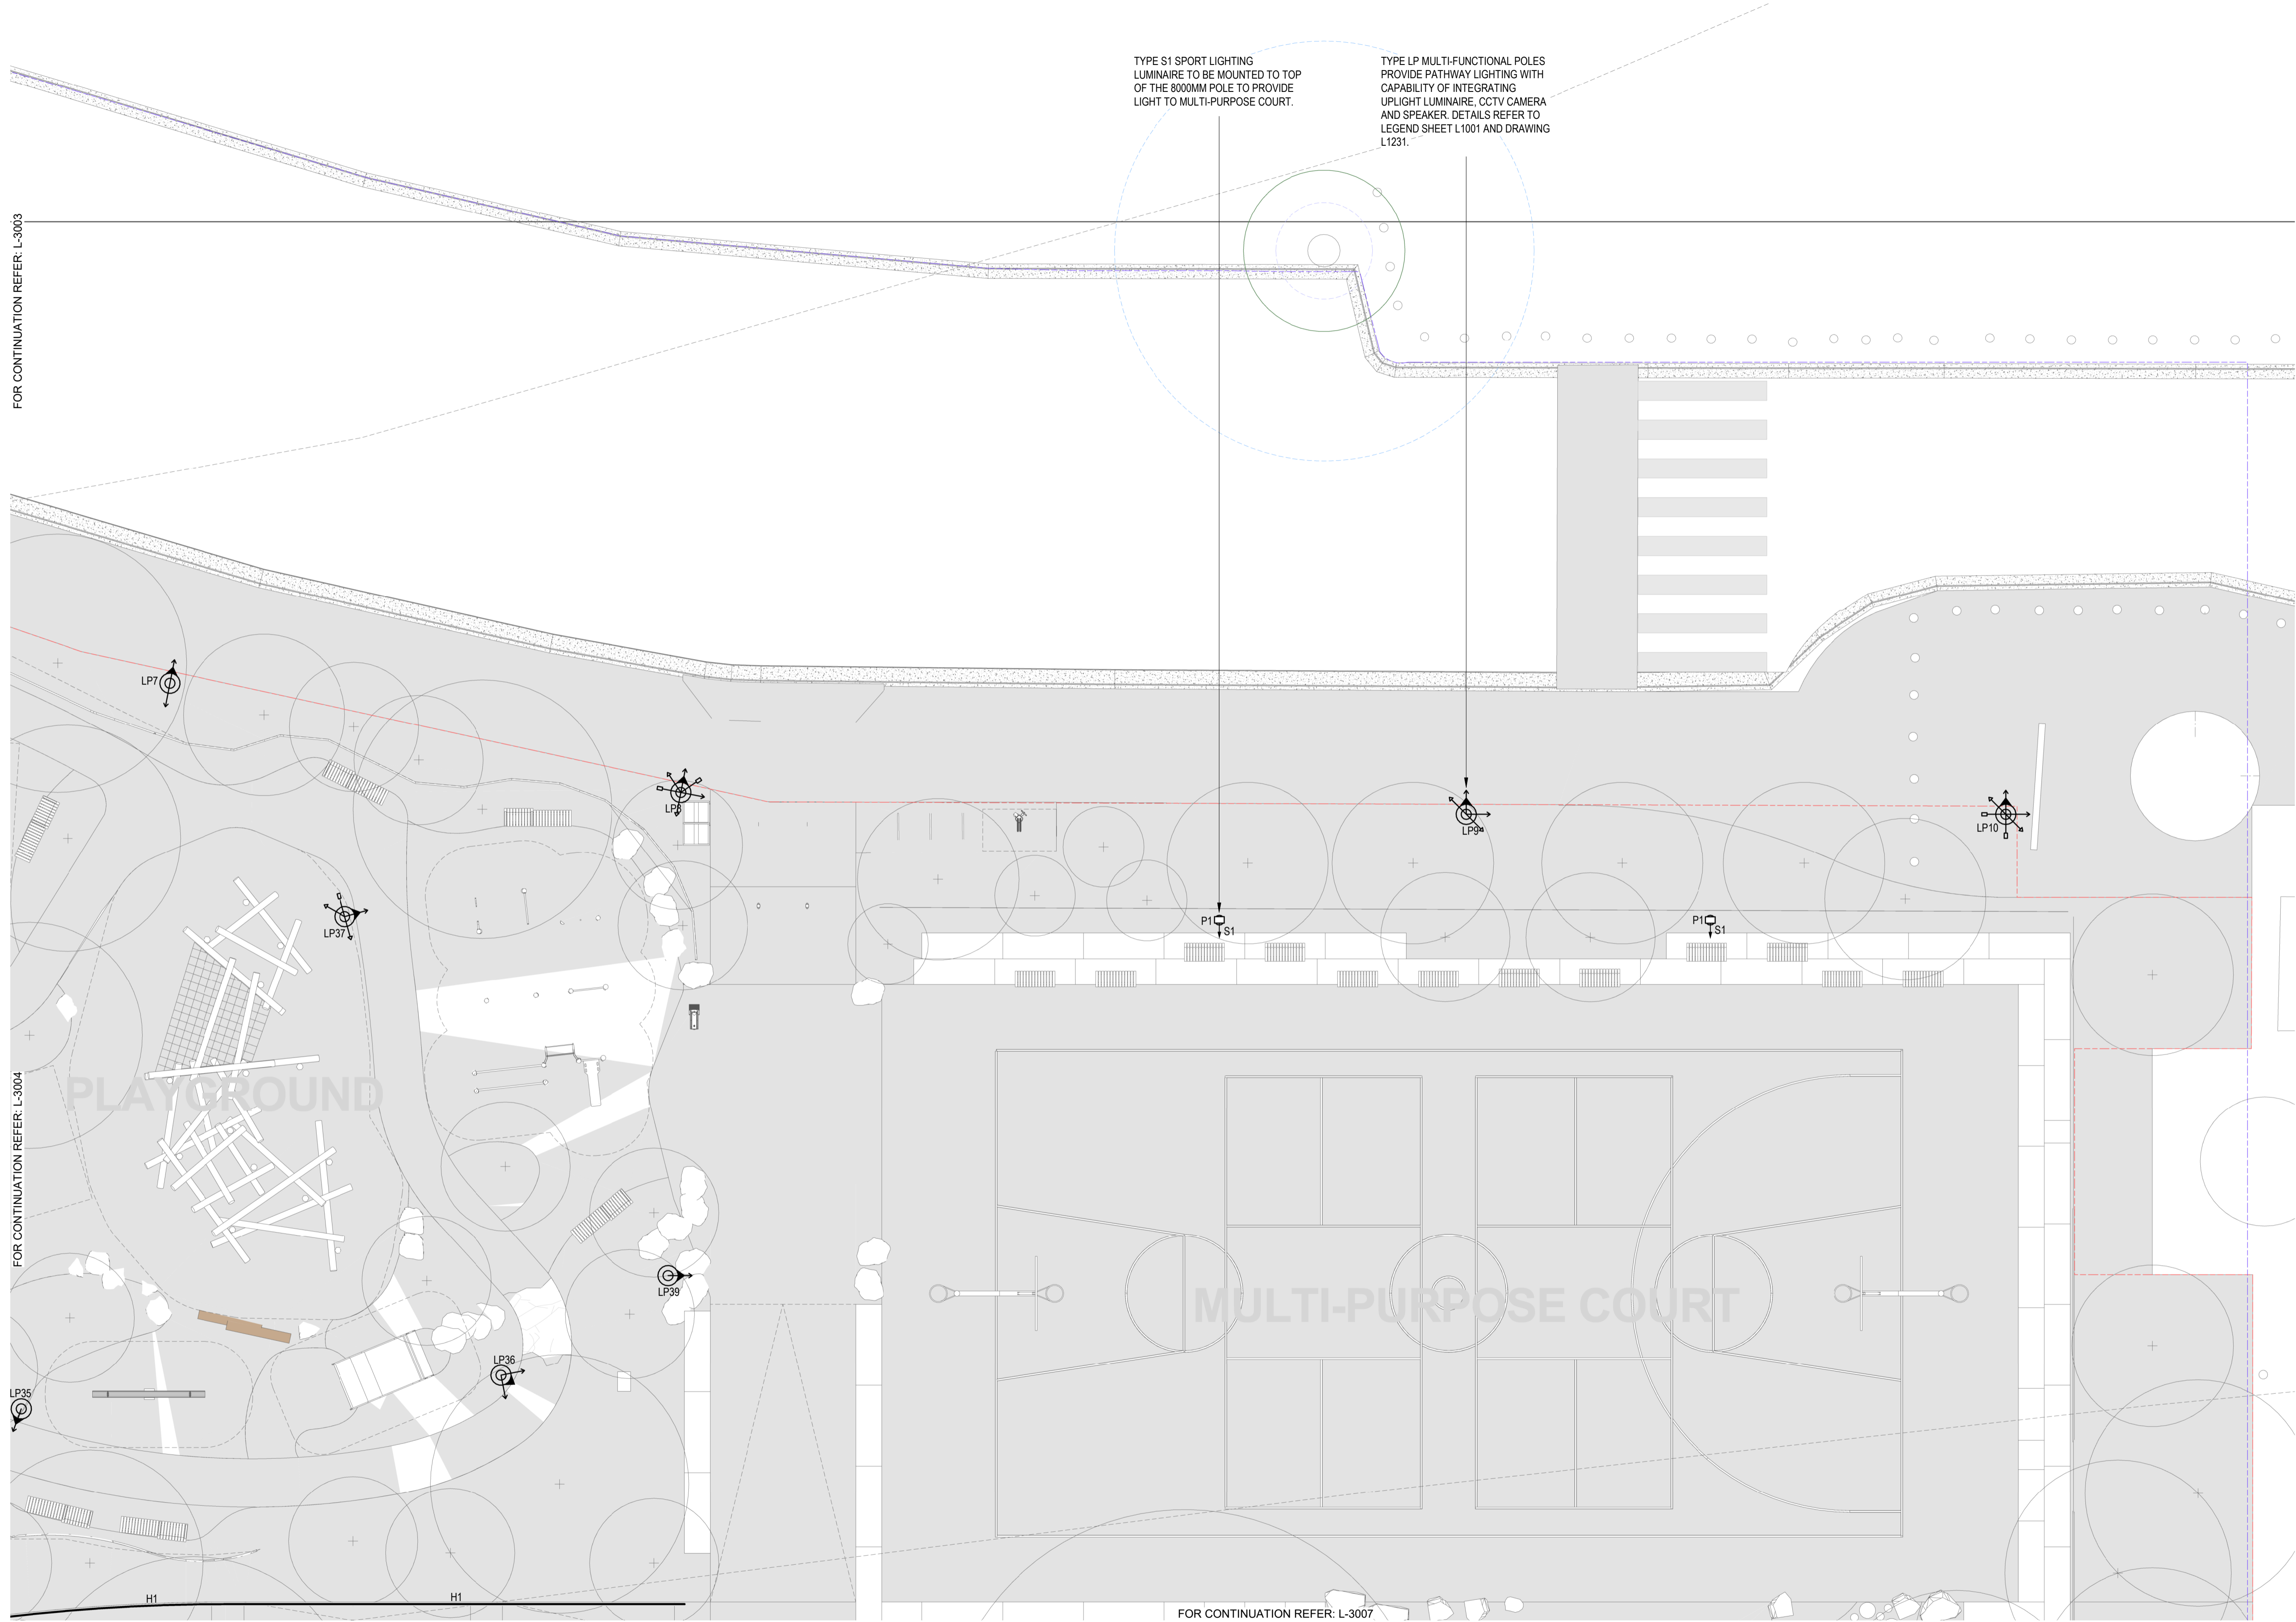 TYPE S1 SPORT LIGHTING
LUMINAIRE TO BE MOUNTED TO TOP
OF THE 8000MM POLE TO PROVIDE
LIGHT TO MULTI-PURPOSE COURT.
TYPE LP MULTI-FUNCTIONAL POLES
PROVIDE PATHWAY LIGHTING WITH
CAPABILITY OF INTEGRATING
UPLIGHT LUMINAIRE, CCTV CAMERA
AND SPEAKER. DETAILS REFER TO
LEGEND SHEET L1001 AND DRAWING
L1231.
FOR CONTINUATION REFER: L-3003
LP7
LP8
LP9
LP10
P1
S1
P1
S1
LP37
FOR CONTINUATION REFER: L-3004
PLAYGROUND
LP39
MULTI-PURPOSE COURT
LP36
LP35
H1
H1
FOR CONTINUATION REFER: L-3007